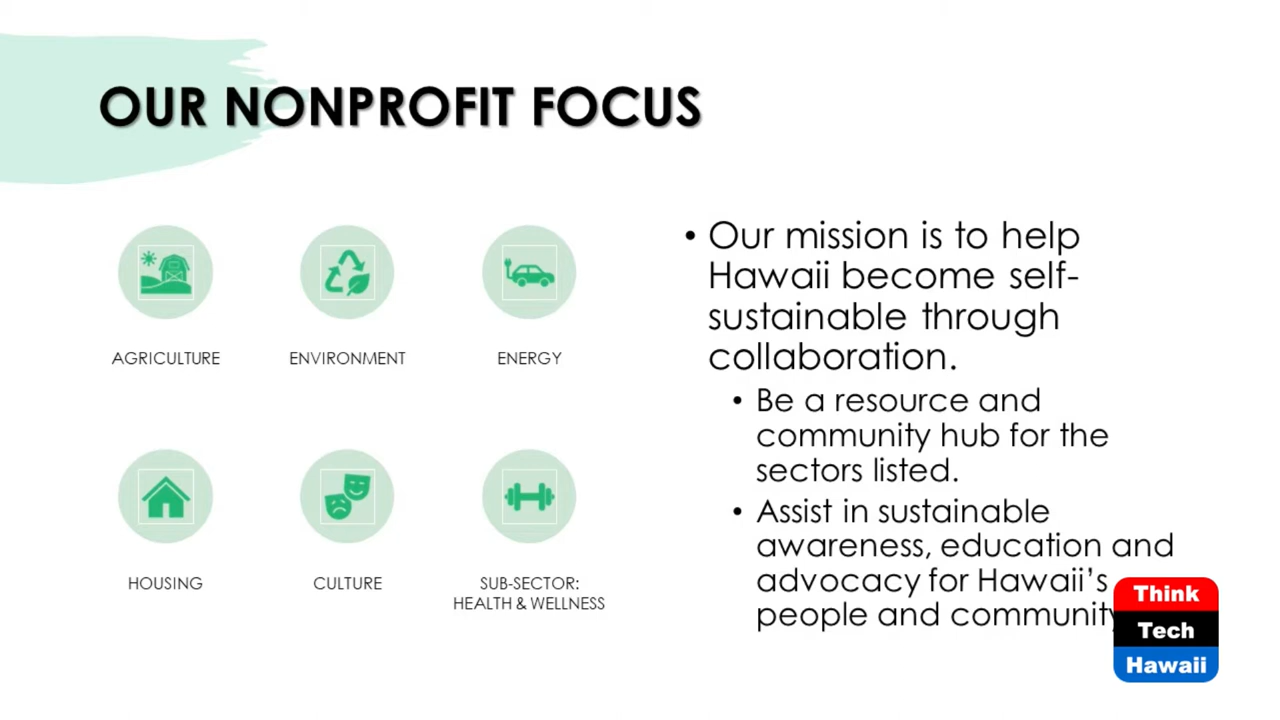 OUR NONPROFIT FOCUS
AGRICULTURE
ENVIRONMENT
ENERGY
HOUSING
CULTURE
SUB-SECTOR:
HEALTH & WELLNESS
• Our mission is to help
Hawaii become self-
sustainable through
collaboration.
• Be a resource and
community hub for the
sectors listed.
• Assist in sustainable
awareness, education and
advocacy for Hawaii's
people and community
Think
Tech
Hawaii